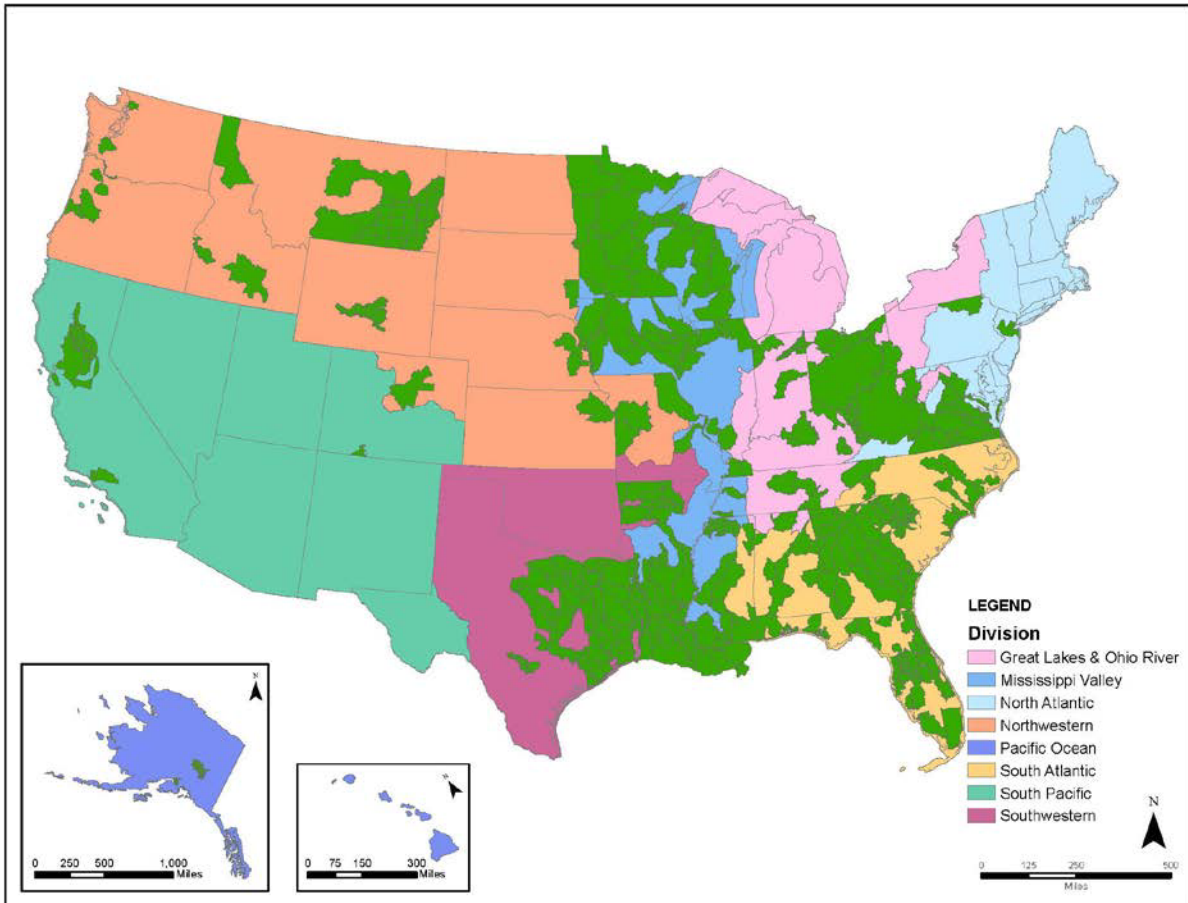 LEGEND
Division
Great Lakes & Ohio River
Mississippi Valley
North Atlantic
Northwestern
Pacific Ocean
South Atlantic
South Pacific
Southwestern
N
0 250 500 1,000
Miles
N
0 75 150 300
Miles
N
0 125 250 500
Miles